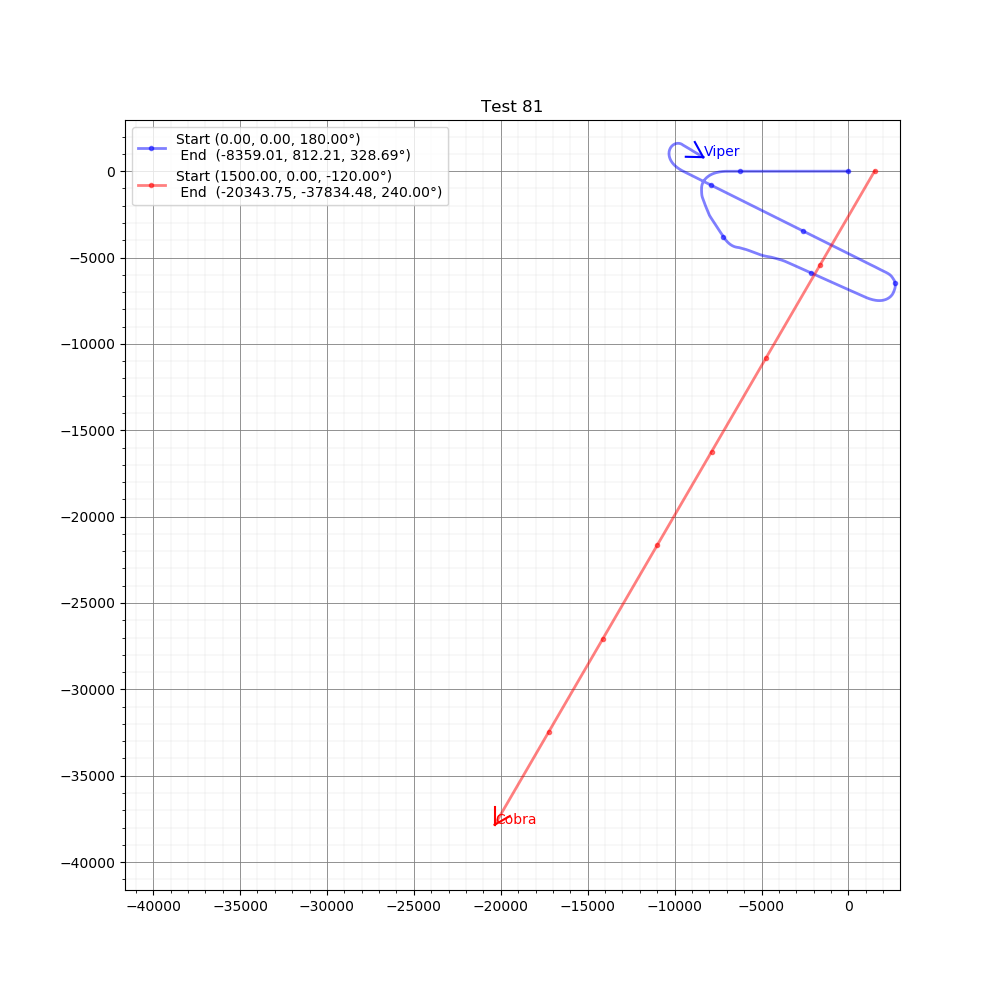 Test 81
Start (0.00, 0.00, 180.00°)
End  (-8359.01, 812.21, 328.69°)
Start (1500.00, 0.00, -120.00°)
End  (-20343.75, -37834.48, 240.00°)
Viper
Cobra
0
−5000
−10000
−15000
−20000
−25000
−30000
−35000
−40000
−40000 −35000 −30000 −25000 −20000 −15000 −10000 −5000 0